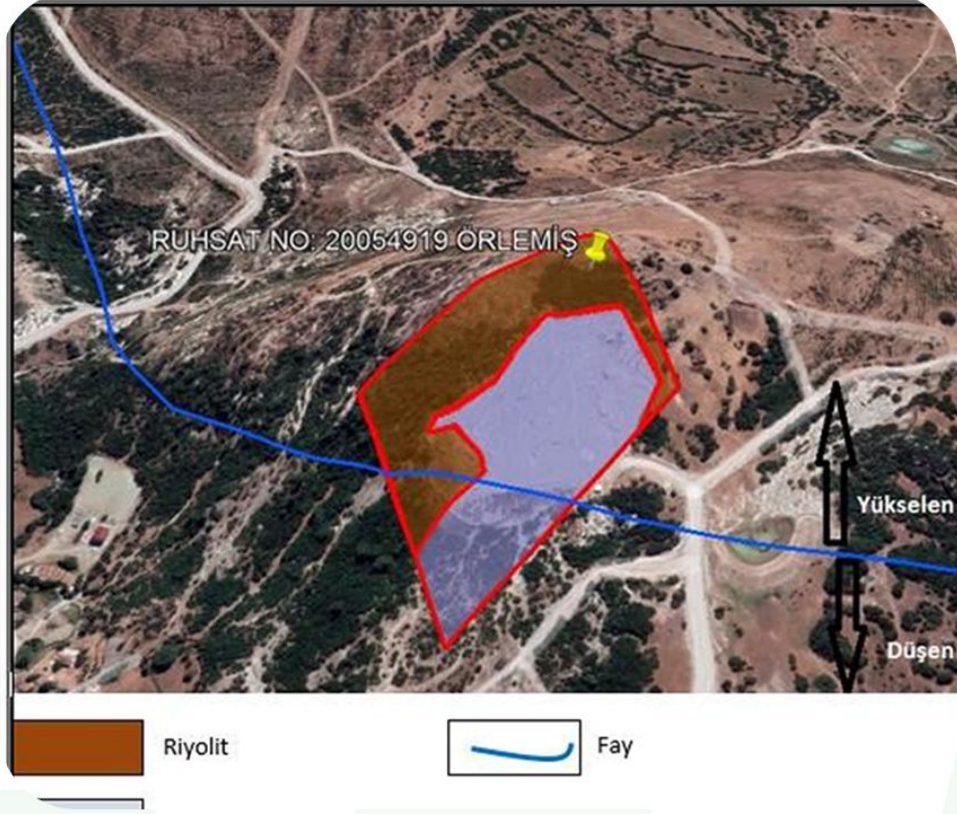 RUHSAT NO: 20054919 ÖRLEMİŞ
Yükselen
Düşen
Riyolit
Fay